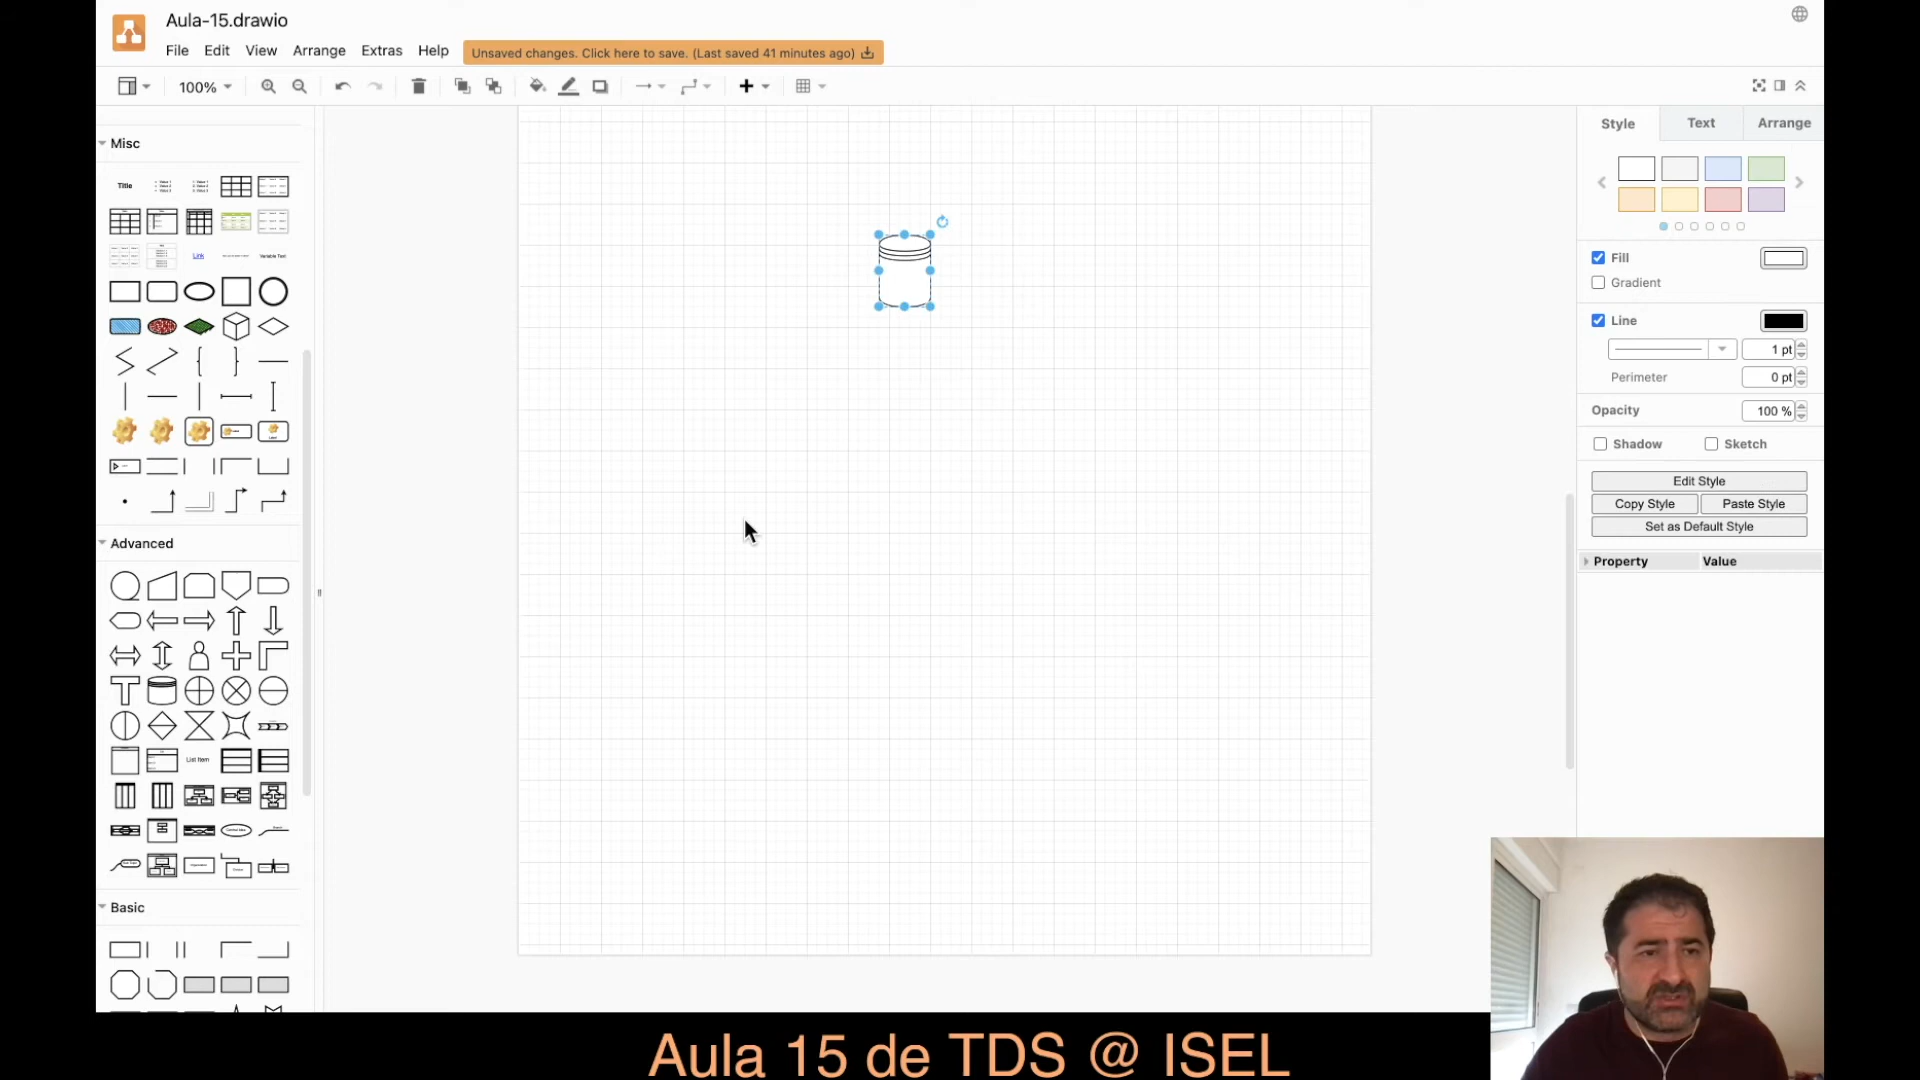 Aula-15.drawio
File Edit View Arrange Extras Help
Unsaved changes. Click here to save. (Last saved 41 minutes ago)
100%
Style Text Arrange
Misc
Title
Link
Fill
Gradient
Line
1 pt
Perimeter 0 pt
Opacity 100 %
Shadow Sketch
Edit Style
Copy Style Paste Style
Set as Default Style
Property Value
Advanced
List Item
Basic
Aula 15 de TDS @ ISEL